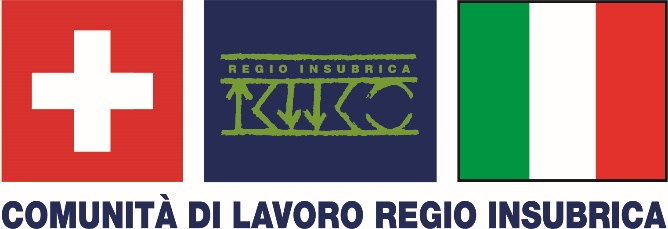 REGIO INSUBRICA
COMUNITÀ DI LAVORO REGIO INSUBRICA